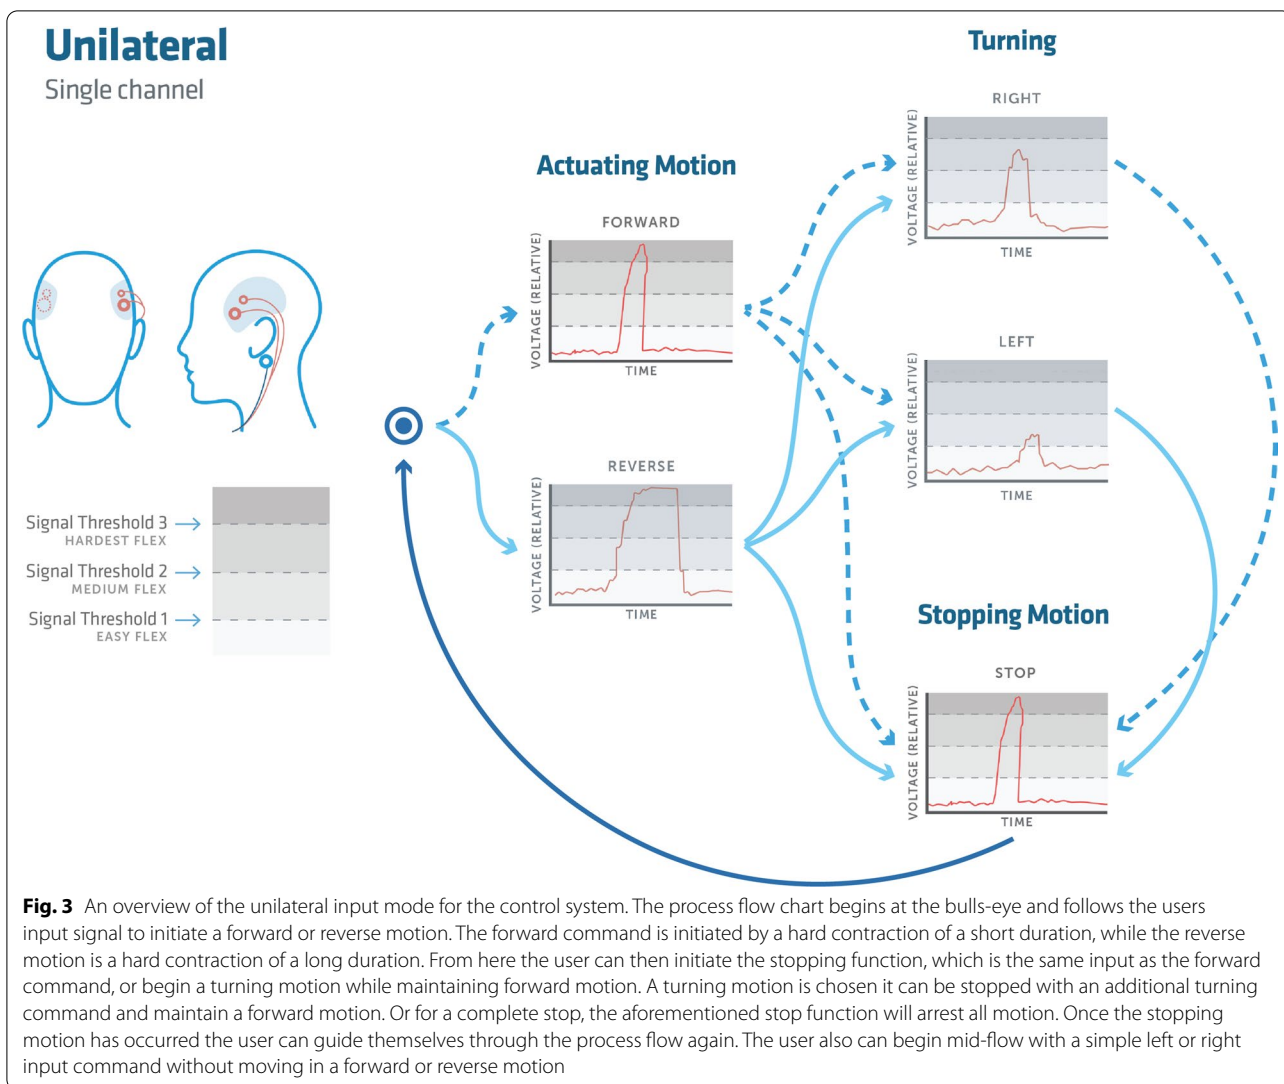 Unilateral
Single channel
Turning
RIGHT
VOLTAGE (RELATIVE)
TIME
Actuating Motion
FORWARD
VOLTAGE (RELATIVE)
TIME
LEFT
VOLTAGE (RELATIVE)
TIME
REVERSE
VOLTAGE (RELATIVE)
TIME
Signal Threshold 3
HARDEST FLEX
Signal Threshold 2
MEDIUM FLEX
Signal Threshold 1
EASY FLEX
Stopping Motion
STOP
VOLTAGE (RELATIVE)
TIME
Fig. 3 An overview of the unilateral input mode for the control system. The process flow chart begins at the bulls-eye and follows the users
input signal to initiate a forward or reverse motion. The forward command is initiated by a hard contraction of a short duration, while the reverse
motion is a hard contraction of a long duration. From here the user can then initiate the stopping function, which is the same input as the forward
command, or begin a turning motion while maintaining forward motion. A turning motion is chosen it can be stopped with an additional turning
command and maintain a forward motion. Or for a complete stop, the aforementioned stop function will arrest all motion. Once the stopping
motion has occurred the user can guide themselves through the process flow again. The user also can begin mid-flow with a simple left or right
input command without moving in a forward or reverse motion